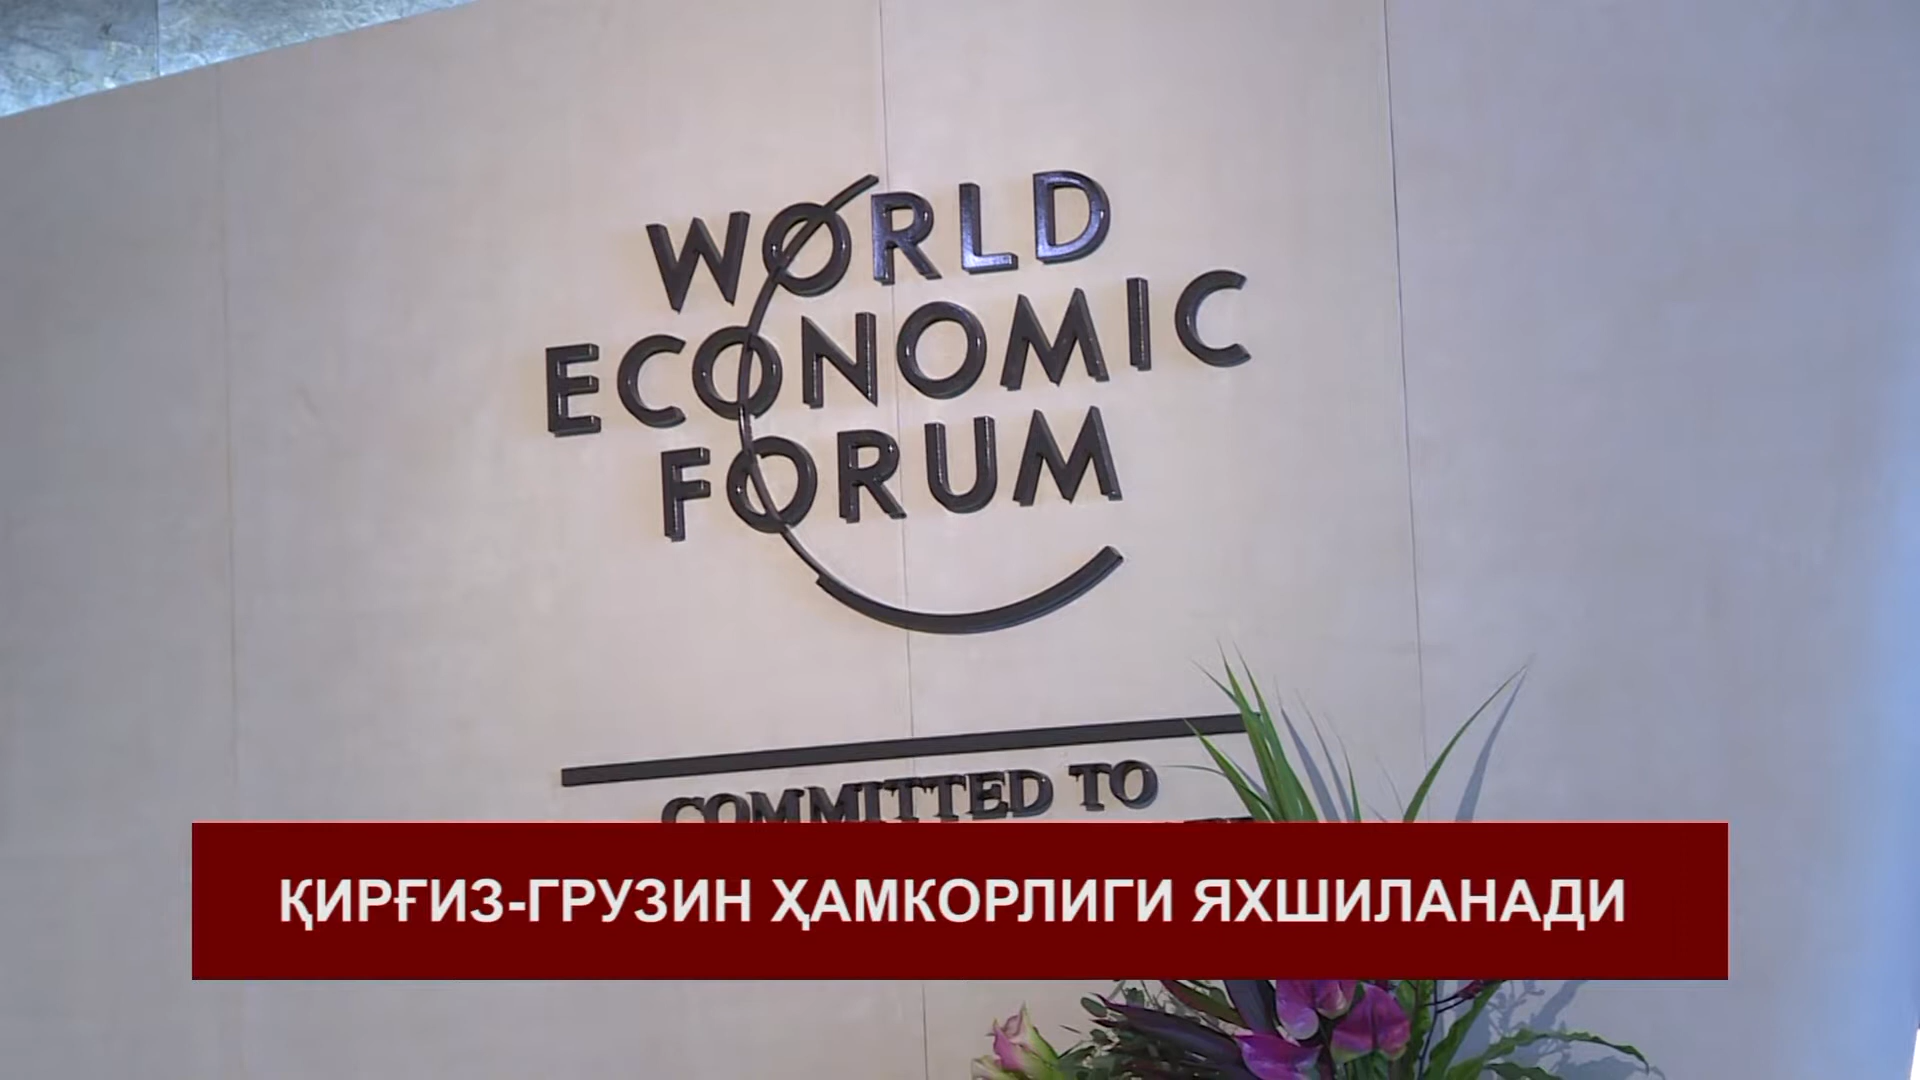 WORLD
ECONOMIC
FORUM
COMMITTED TO
ҚИРҒИЗ-ГРУЗИН ҲАМКОРЛИГИ ЯХШИЛАНАДИ